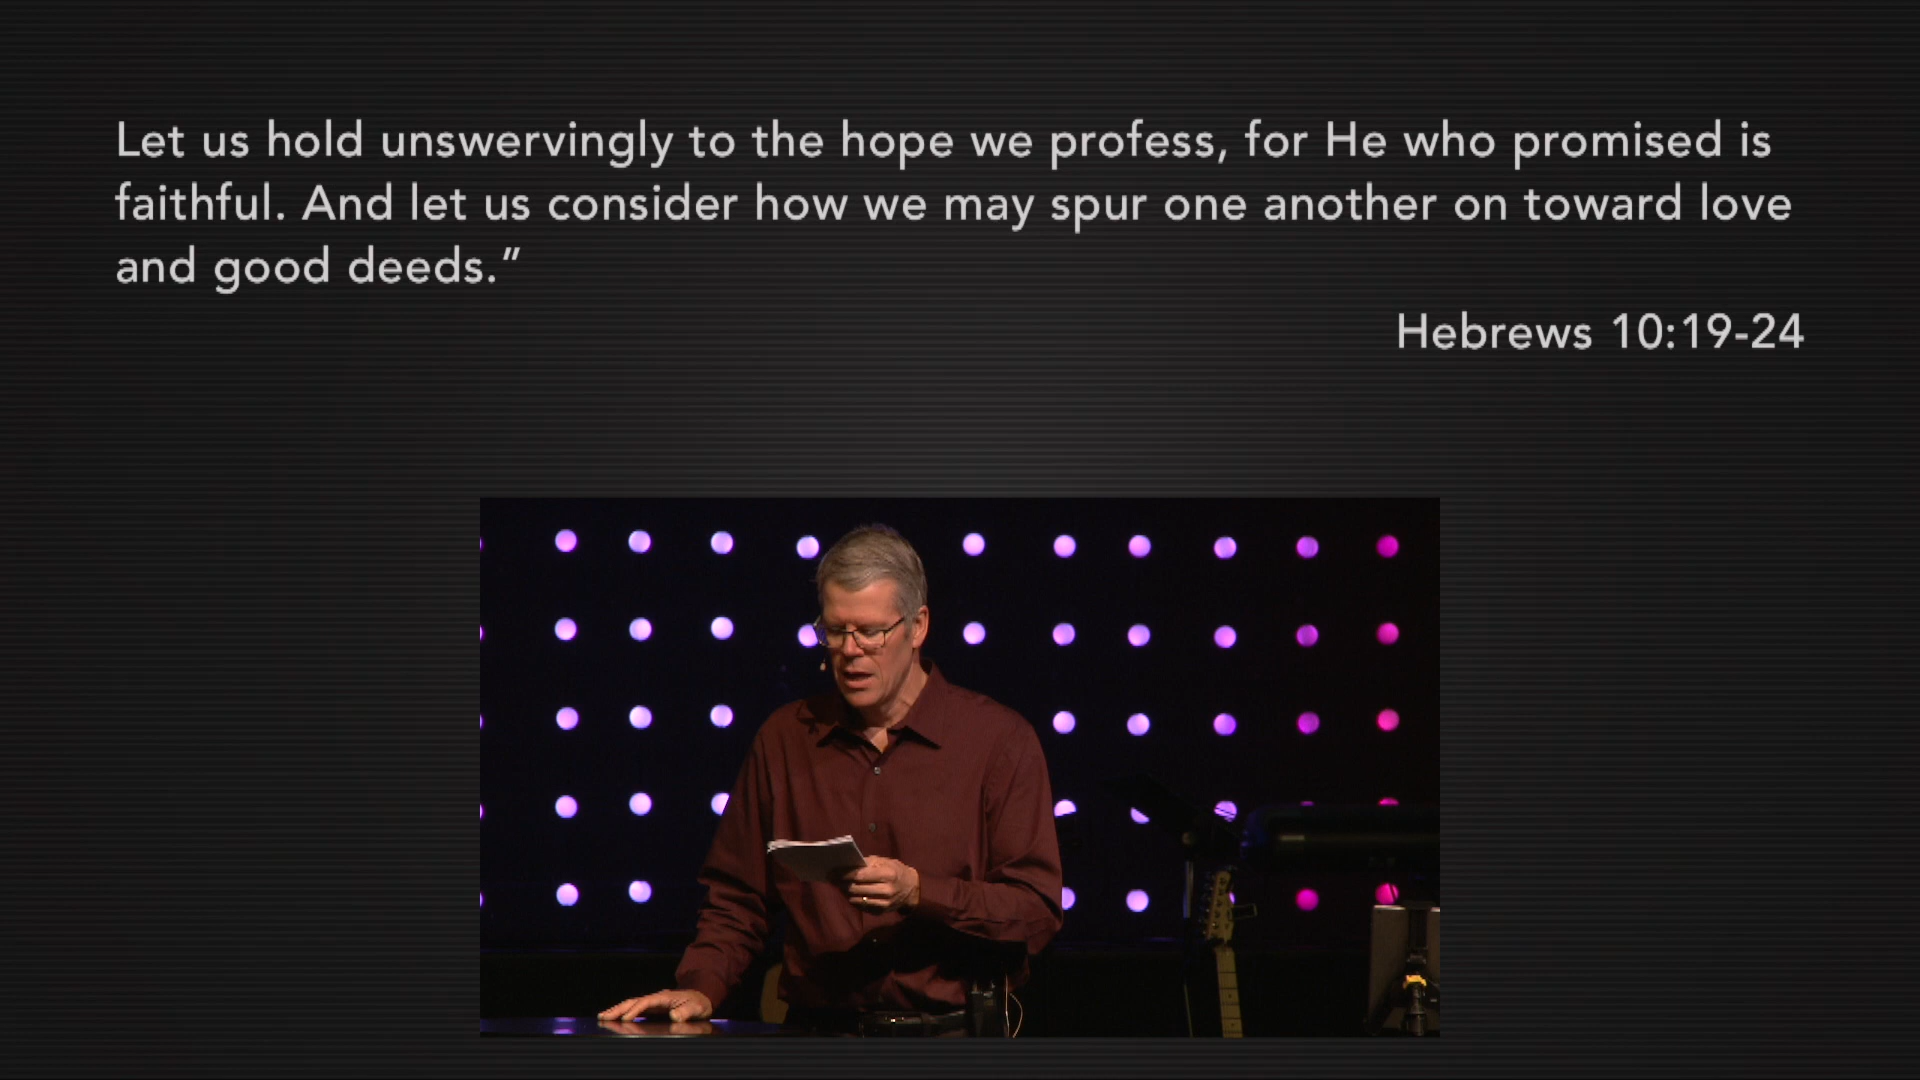 Let us hold unswervingly to the hope we profess, for He who promised is
faithful. And let us consider how we may spur one another on toward love
and good deeds.”
Hebrews 10:19-24